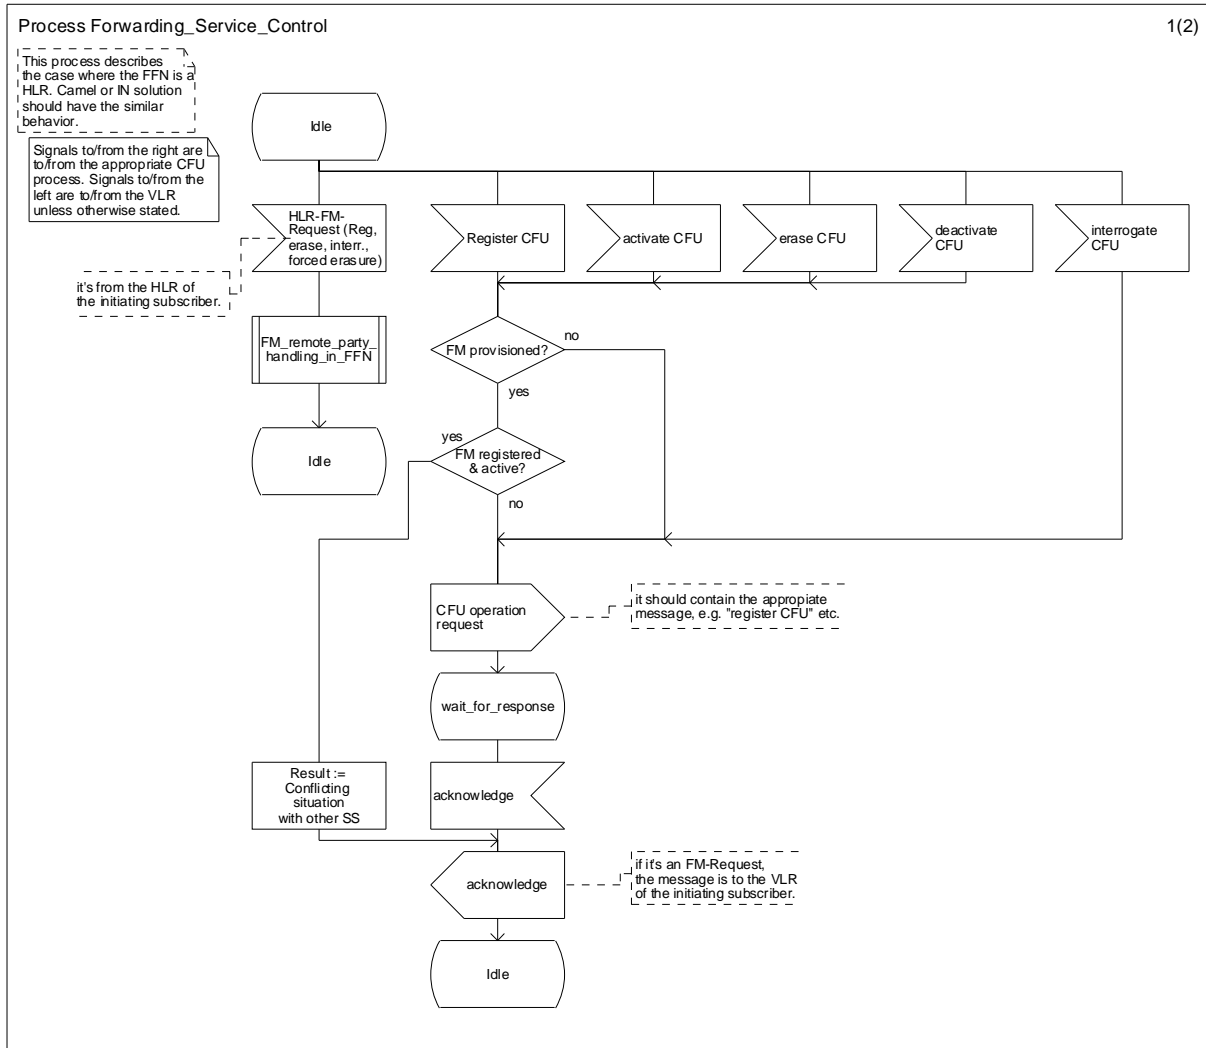 Process Forwarding_Service_Control
1(2)
This process describes
the case where the FFN is a
HLR. Camel or IN solution
should have the similar
behavior.
Signals to/from the right are
to/from the appropriate CFU
process. Signals to/from the
left are to/from the VLR
unless otherwise stated.
Idle
HLR-FM-
Request (Reg,
erase, interr.,
forced erasure)
Register CFU
activate CFU
erase CFU
deactivate
CFU
interrogate
CFU
it's from the HLR of
the initiating subscriber.
FM_remote_party_
handling_in_FFN
FM provisioned?
no
yes
Idle
yes
FM registered
& active?
no
CFU operation
request
it should contain the appropiate
message, e.g. "register CFU" etc.
wait_for_response
Result :=
Conflicting
situation
with other SS
acknowledge
acknowledge
if it's an FM-Request,
the message is to the VLR
of the initiating subscriber.
Idle